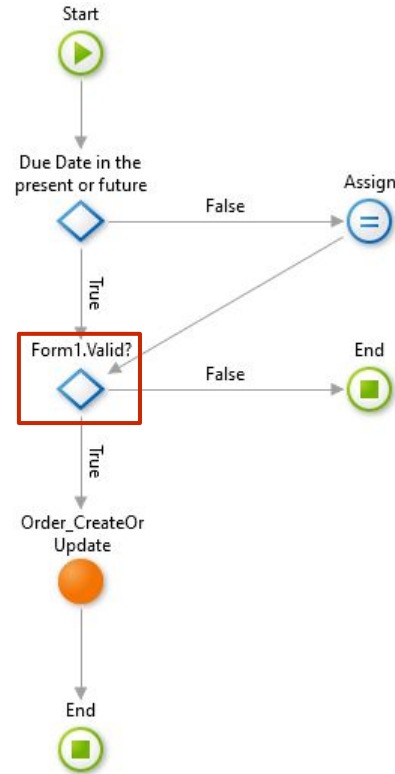 Start
Due Date in the
present or future
False
Assign
True
Form1.Valid?
False
End
True
Order_CreateOr
Update
End